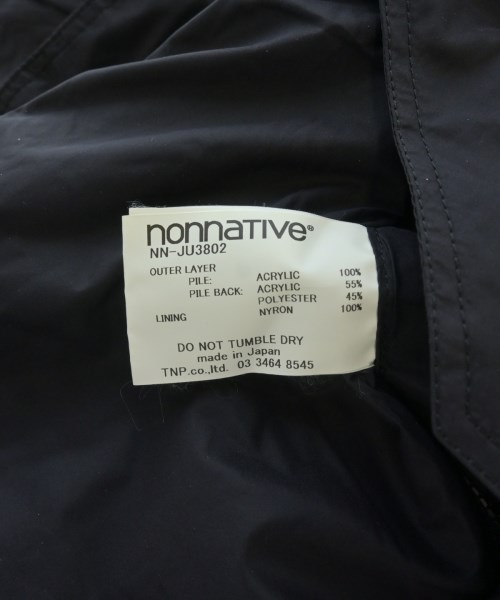 nonnative®
NN-JU3802
OUTER LAYER
PILE: ACRYLIC 100%
PILE BACK: ACRYLIC 55%
POLYESTER 45%
LINING NYRON 100%
DO NOT TUMBLE DRY
made in Japan
TNP.co.,ltd. 03 3464 8545